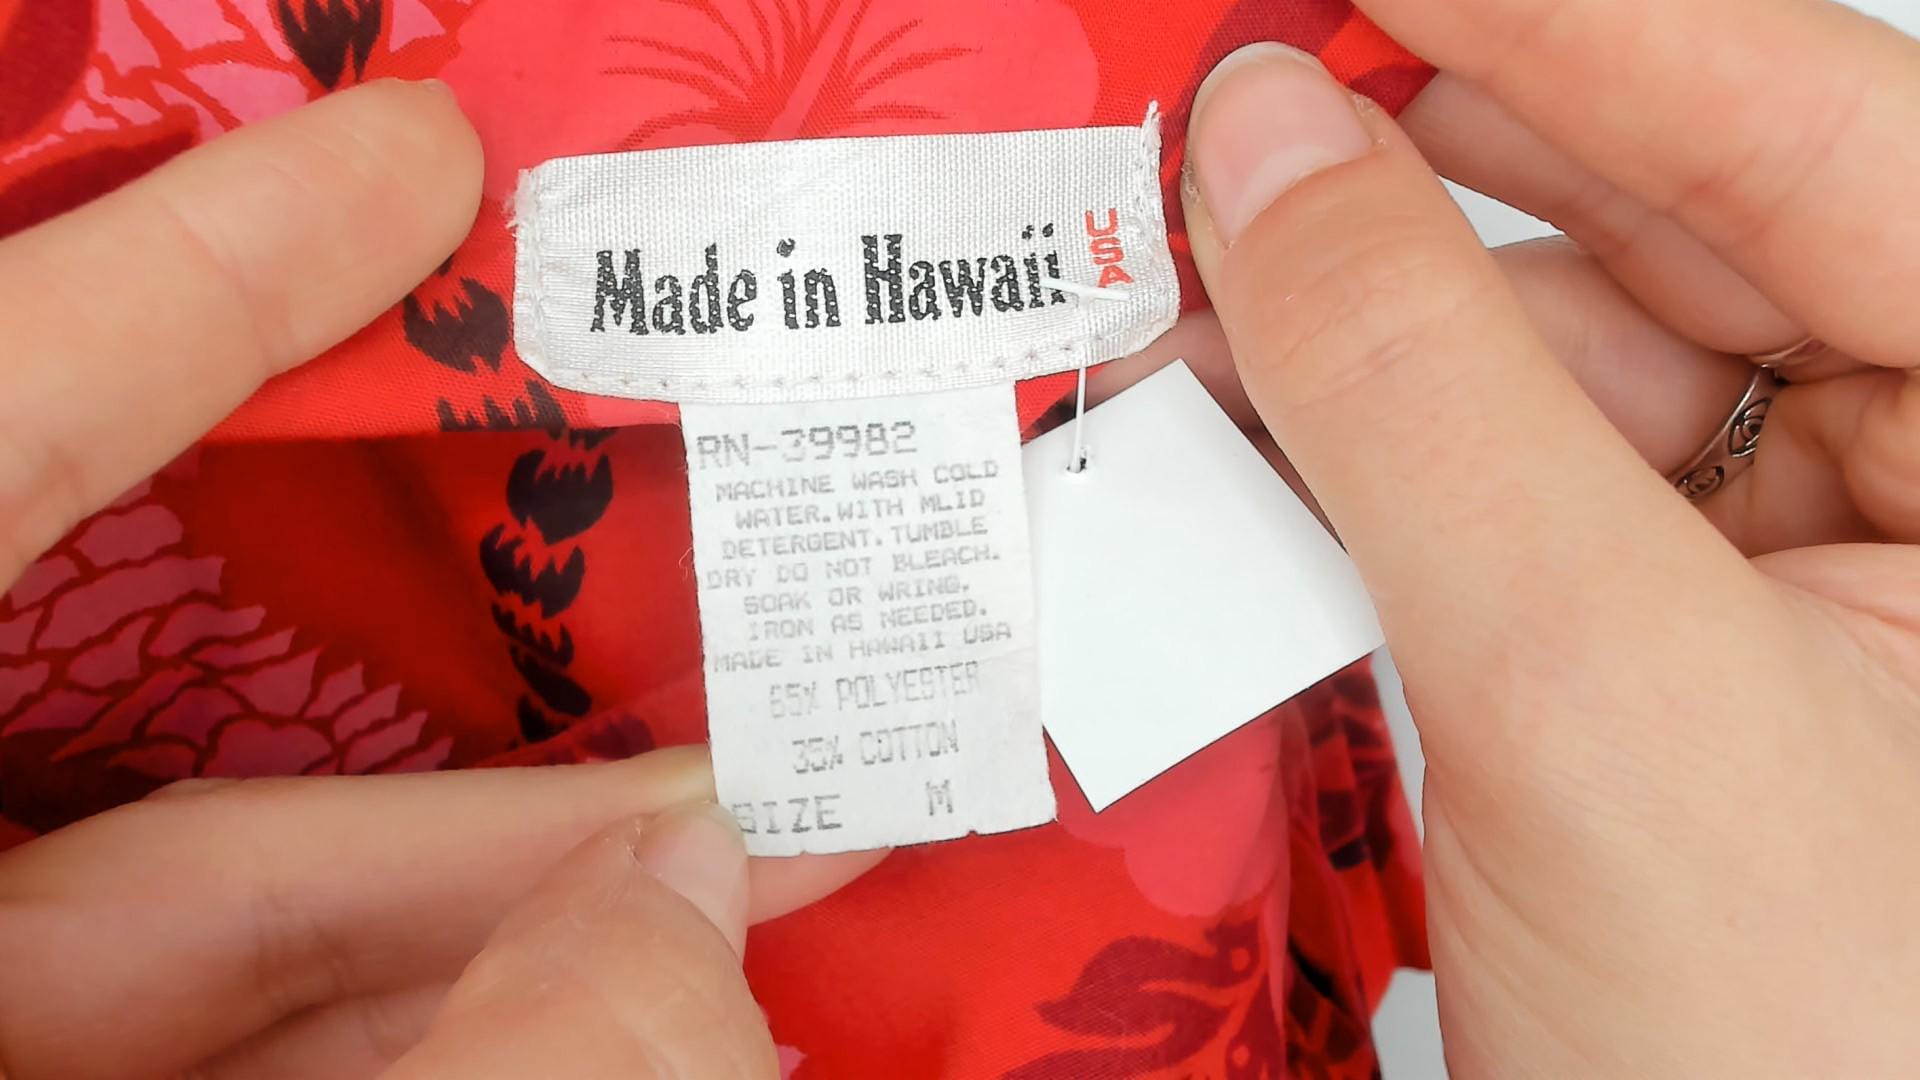 Made in Hawaii
USA
RN-39982
MACHINE WASH COLD
WATER.WITH MLID
DETERGENT.TUMBLE
DRY DO NOT BLEACH.
SOAK OR WRING.
IRON AS NEEDED.
MADE IN HAWAII USA
65% POLYESTER
35% COTTON
SIZE M